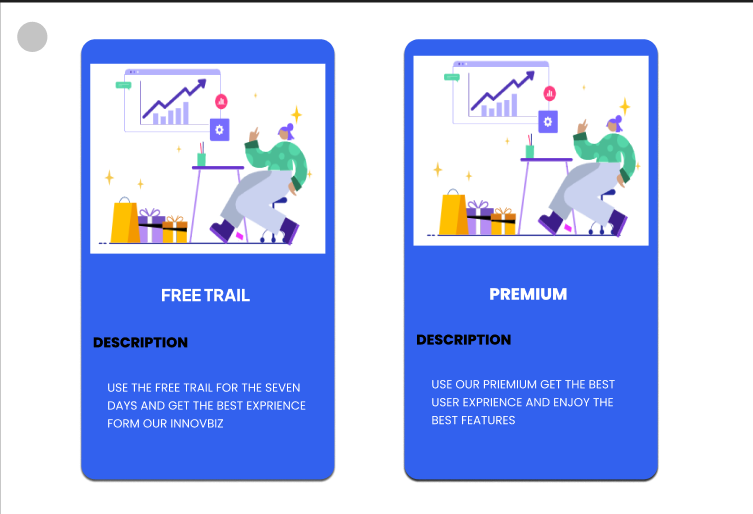 FREE TRAIL
DESCRIPTION
USE THE FREE TRAIL FOR THE SEVEN
DAYS AND GET THE BEST EXPRIENCE
FORM OUR INNOVBIZ
PREMIUM
DESCRIPTION
USE OUR PRIEMIUM GET THE BEST
USER EXPRIENCE AND ENJOY THE
BEST FEATURES